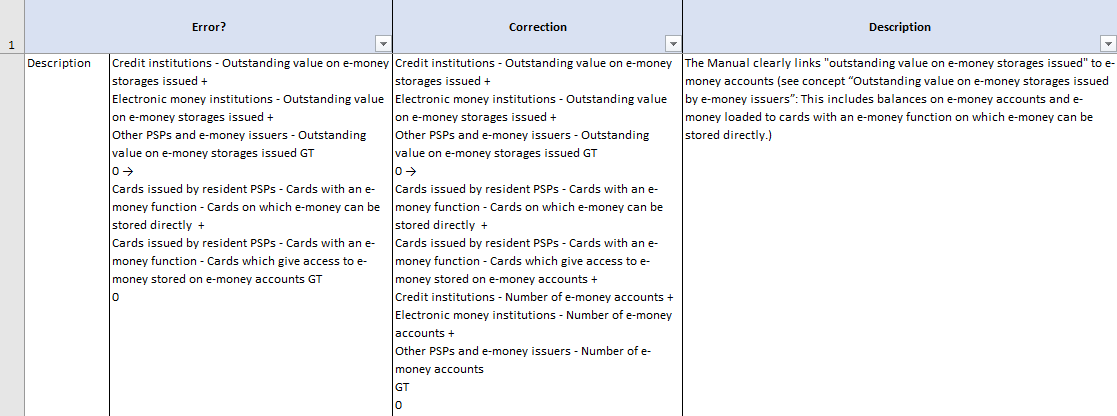 Error?
Correction
Description
1
Description
Credit institutions - Outstanding value on e-money
storages issued +
Electronic money institutions - Outstanding value
on e-money storages issued +
Other PSPs and e-money issuers - Outstanding
value on e-money storages issued GT
0 →
Cards issued by resident PSPs - Cards with an e-
money function - Cards on which e-money can be
stored directly +
Cards issued by resident PSPs - Cards with an e-
money function - Cards which give access to e-
money stored on e-money accounts GT
0
Credit institutions - Outstanding value on e-money
storages issued +
Electronic money institutions - Outstanding value
on e-money storages issued +
Other PSPs and e-money issuers - Outstanding
value on e-money storages issued GT
0 →
Cards issued by resident PSPs - Cards with an e-
money function - Cards on which e-money can be
stored directly +
Cards issued by resident PSPs - Cards with an e-
money function - Cards which give access to e-
money stored on e-money accounts +
Credit institutions - Number of e-money accounts +
Electronic money institutions - Number of e-money
accounts +
Other PSPs and e-money issuers - Number of e-
money accounts
GT
0
The Manual clearly links "outstanding value on e-money storages issued" to e-
money accounts (see concept “Outstanding value on e-money storages issued
by e-money issuers”: This includes balances on e-money accounts and e-
money loaded to cards with an e-money function on which e-money can be
stored directly.)